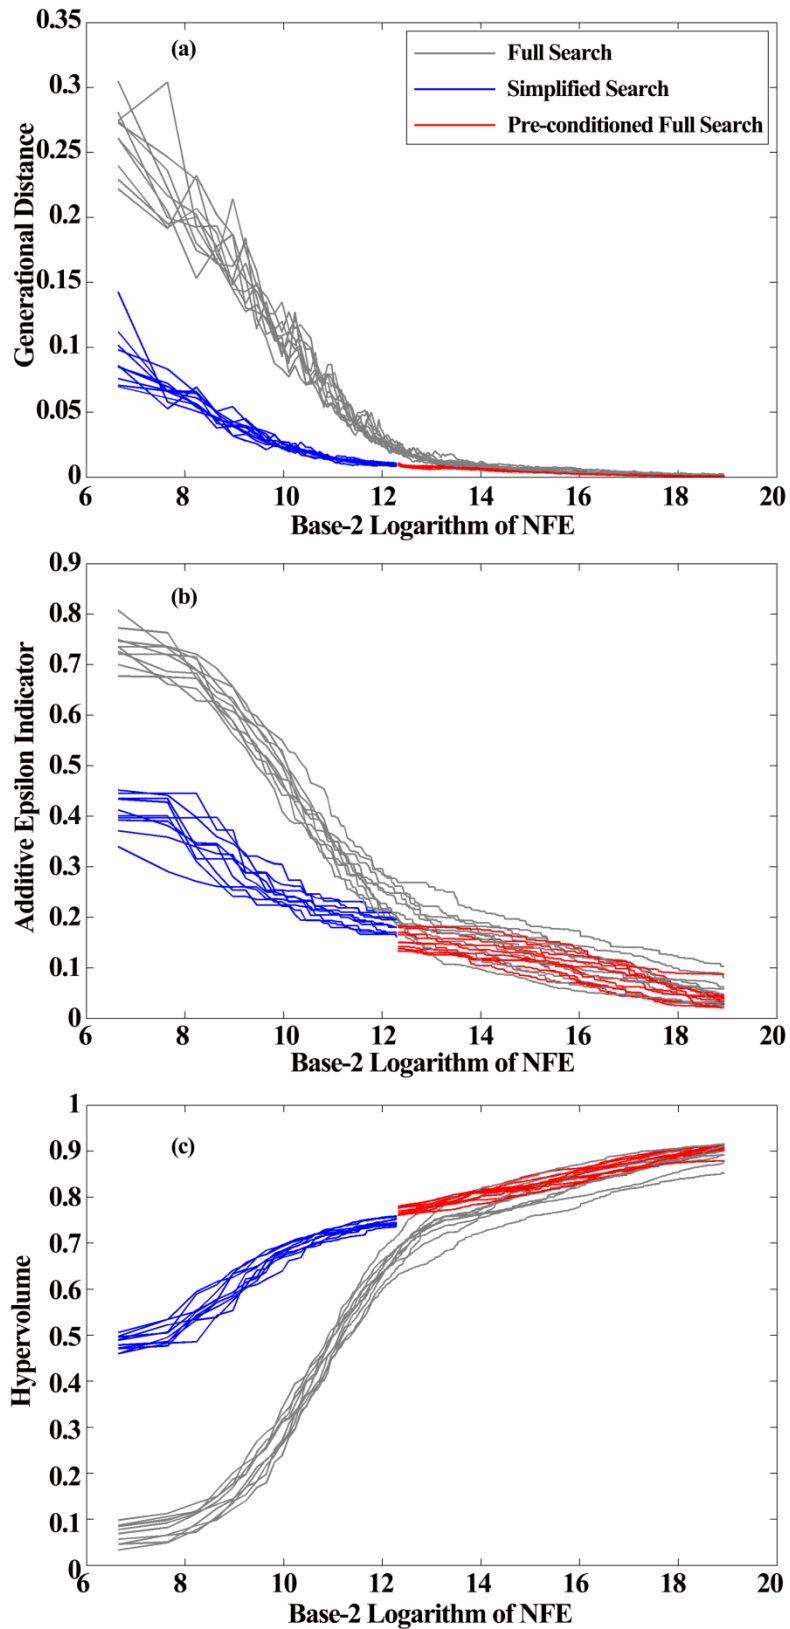 0.35
(a)
Full Search
Simplified Search
Pre-conditioned Full Search
0.3
0.25
0.2
0.15
0.1
0.05
0
Generational Distance
6 8 10 12 14 16 18 20
Base-2 Logarithm of NFE
0.9
(b)
0.8
0.7
0.6
0.5
0.4
0.3
0.2
0.1
0
Additive Epsilon Indicator
6 8 10 12 14 16 18 20
Base-2 Logarithm of NFE
1
(c)
0.9
0.8
0.7
0.6
0.5
0.4
0.3
0.2
0.1
0
Hypervolume
6 8 10 12 14 16 18 20
Base-2 Logarithm of NFE